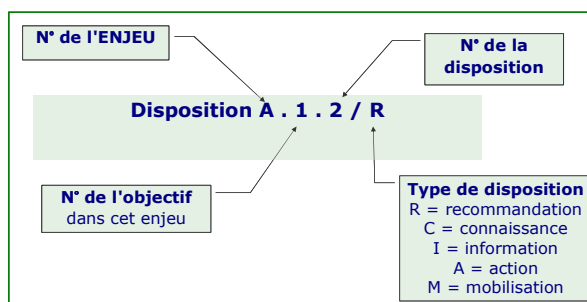 N° de l'ENJEU
N° de la
disposition
Disposition A . 1 . 2 / R
N° de l'objectif
dans cet enjeu
Type de disposition
R = recommandation
C = connaissance
I = information
A = action
M = mobilisation